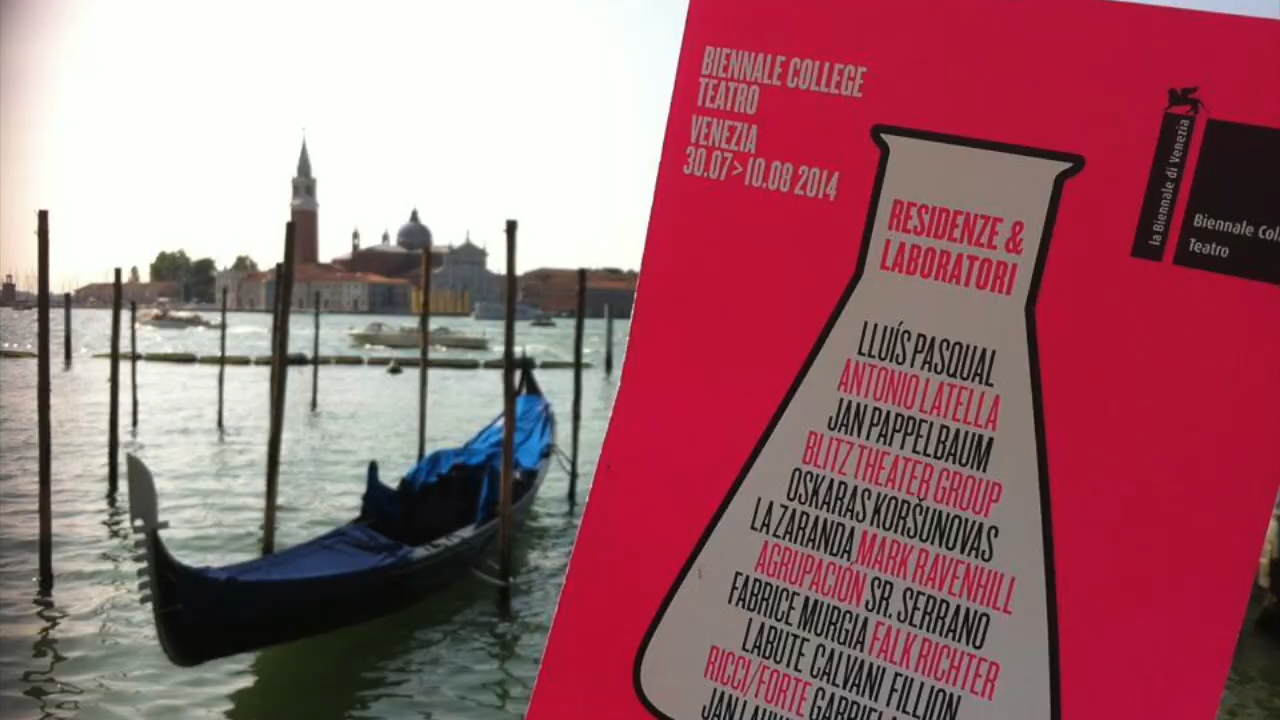 BIENNALE COLLEGE
TEATRO
VENEZIA
30.07>10.08 2014
la Biennale di Venezia
Biennale
Teatro
RESIDENZE &
LABORATORI
LLUÍS PASQUAL
ANTONIO LATELLA
JAN PAPPELBAUM
BLITZ THEATER GROUP
OSKARAS KORŠUNOVAS
LA ZARANDA MARK RAVENHILL
AGRUPACIÓN SR. SERRANO
FABRICE MURGIA FALK RICHTER
LABUTE CALVANI FILLION
RICCI/FORTE
JAN